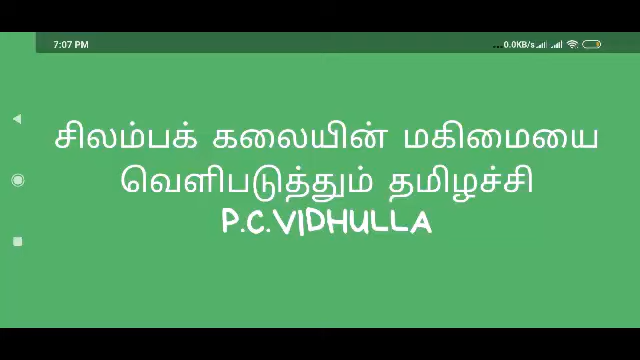 7:07 PM
...0.0KB/s
சிலம்பக் கலையின் மகிமையை
வெளிபடுத்தும் தமிழச்சி
P.C.VIDHULLA